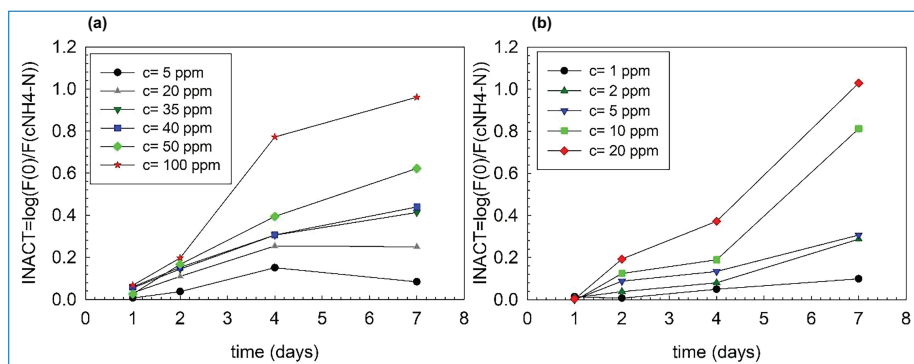 (a)
INACT=log(F(0)/F(cNH4-N))
1.2
1.0
0.8
0.6
0.4
0.2
0.0
c= 5 ppm
c= 20 ppm
c= 35 ppm
c= 40 ppm
c= 50 ppm
c= 100 ppm
0 1 2 3 4 5 6 7 8
time (days)
(b)
INACT=log(F(0)/F(cNH4-N))
1.2
1.0
0.8
0.6
0.4
0.2
0.0
c= 1 ppm
c= 2 ppm
c= 5 ppm
c= 10 ppm
c= 20 ppm
0 1 2 3 4 5 6 7 8
time (days)